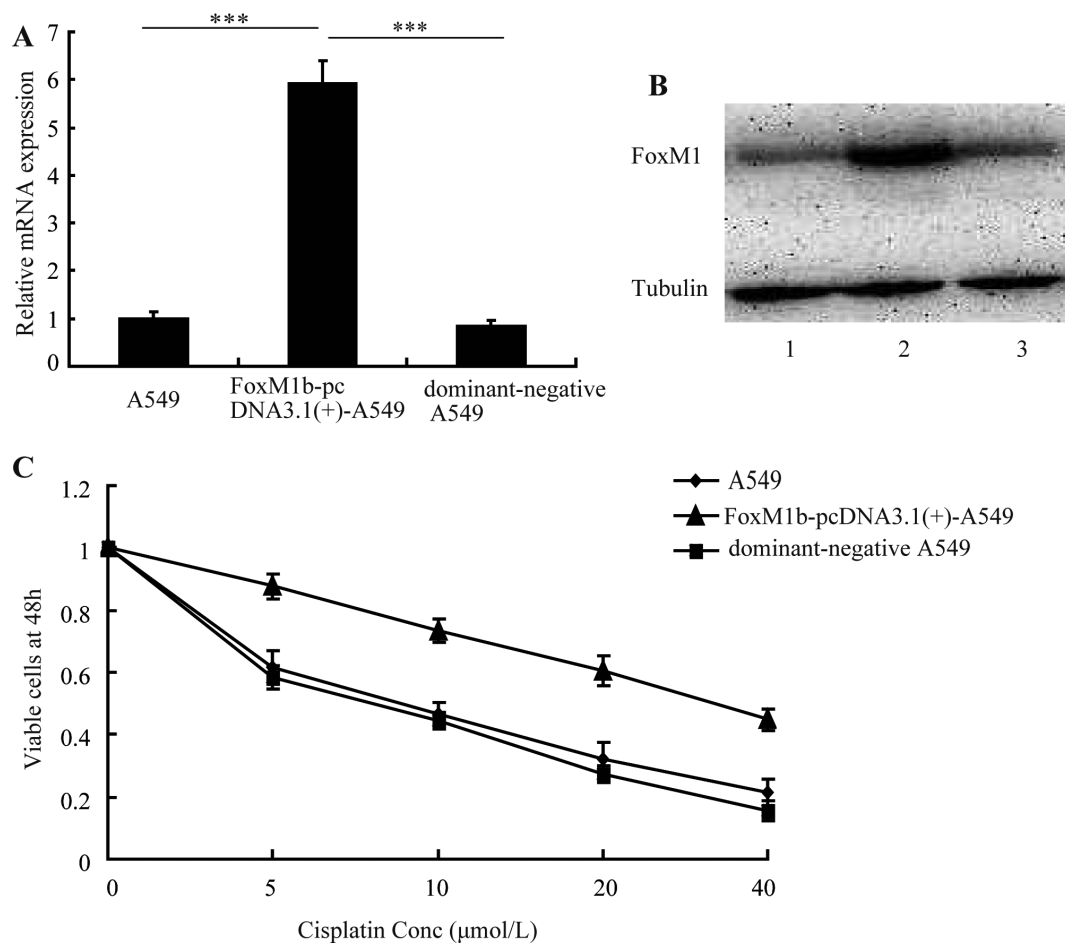 A
***
***
Relative mRNA expression
7
6
5
4
3
2
1
0
A549
FoxM1b-pc
DNA3.1(+)-A549
dominant-negative
A549
B
FoxM1
Tubulin
1 2 3
C
A549
FoxM1b-pcDNA3.1(+)-A549
dominant-negative A549
Viable cells at 48h
1.2
1
0.8
0.6
0.4
0.2
0
0 5 10 20 40
Cisplatin Conc (μmol/L)